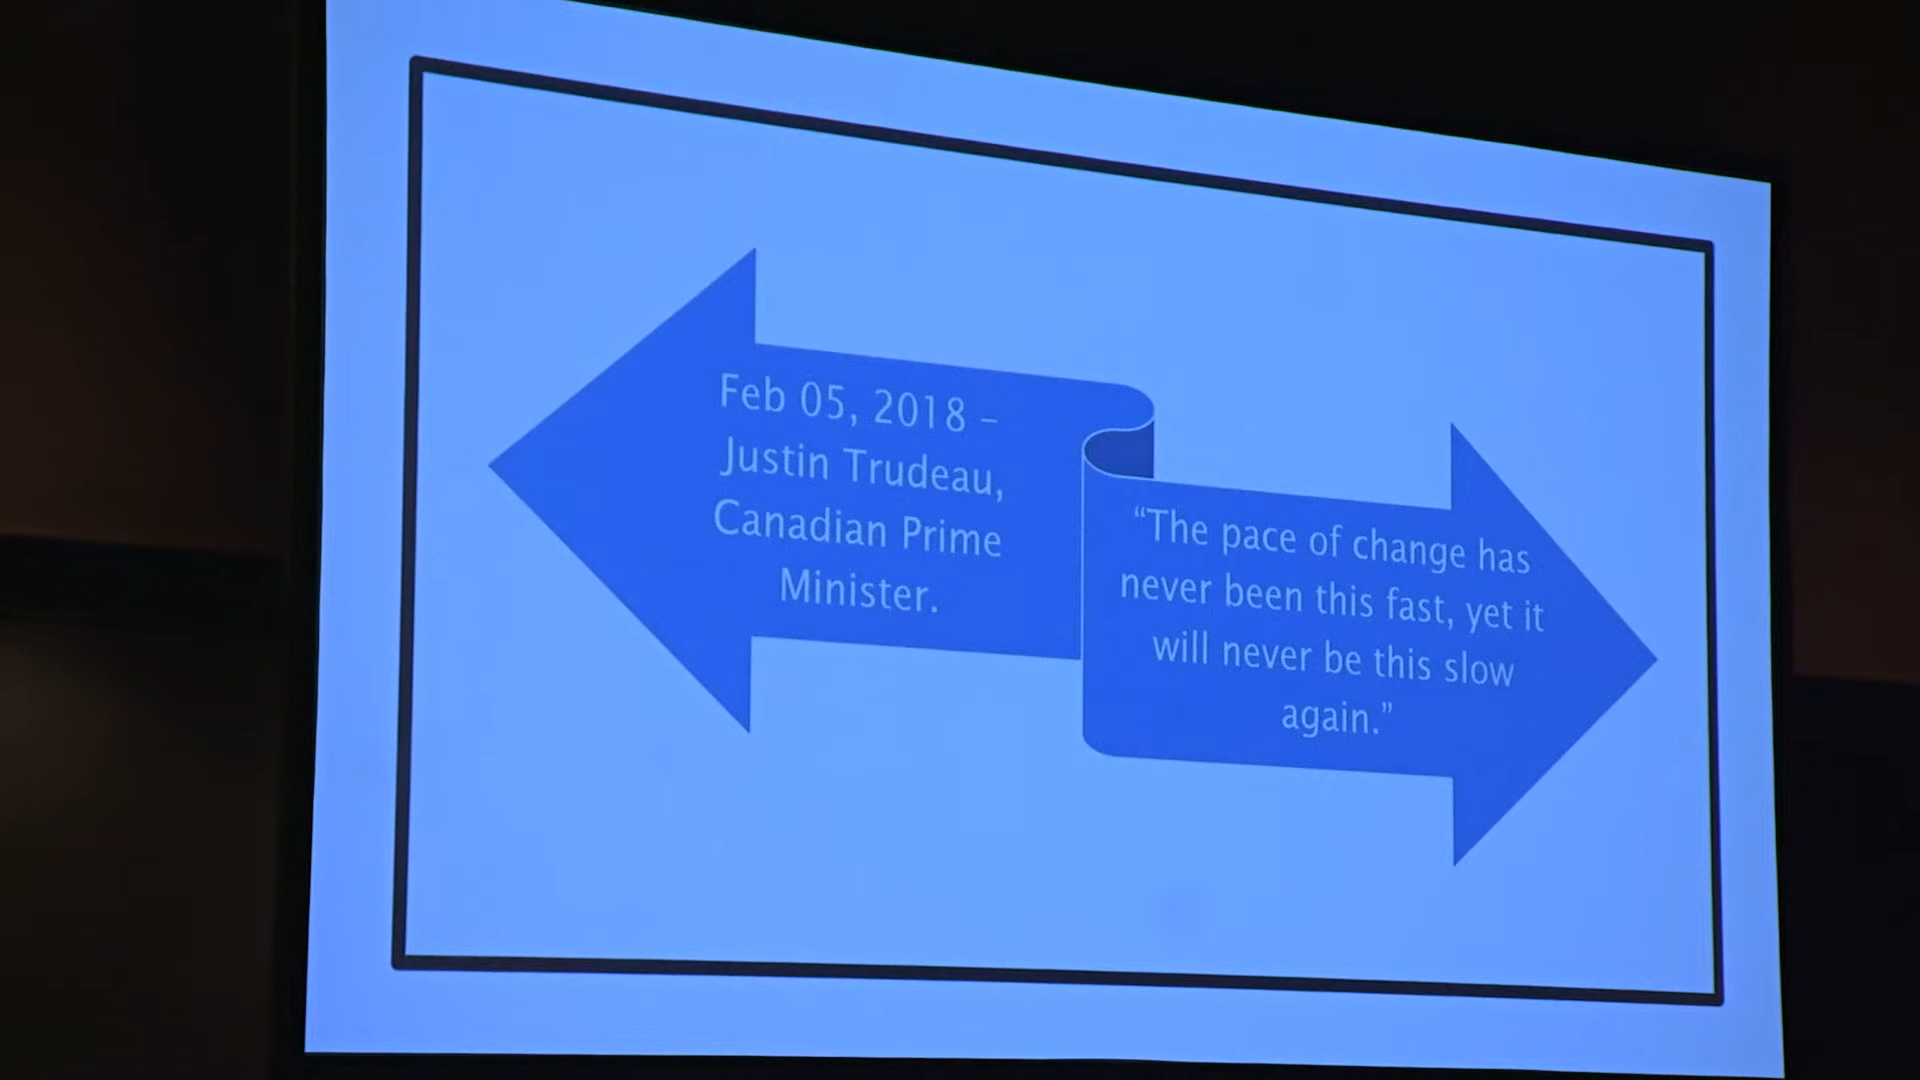 Feb 05, 2018 –
Justin Trudeau,
Canadian Prime
Minister.
“The pace of change has
never been this fast, yet it
will never be this slow
again.”